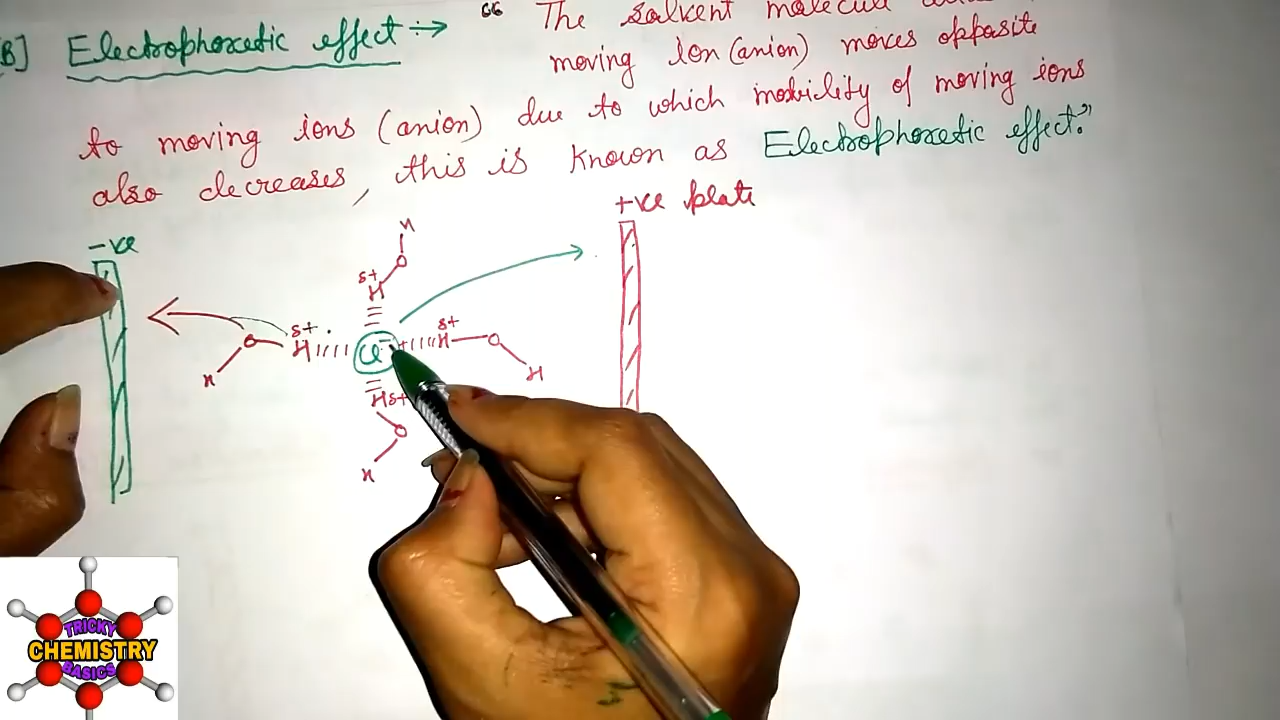 B] Electrophoretic effect :→ " The solvent molecule
moving ion (anion) moves opposite
to moving ions (anion) due to which mobility of moving ions
also decreases, this is known as Electrophoretic effect."
+ve plate
-ve
H
O
δ+
H
δ+ δ+
O H Cl- H O
H H
H δ+
O
H
TRICKY
CHEMISTRY
BASICS